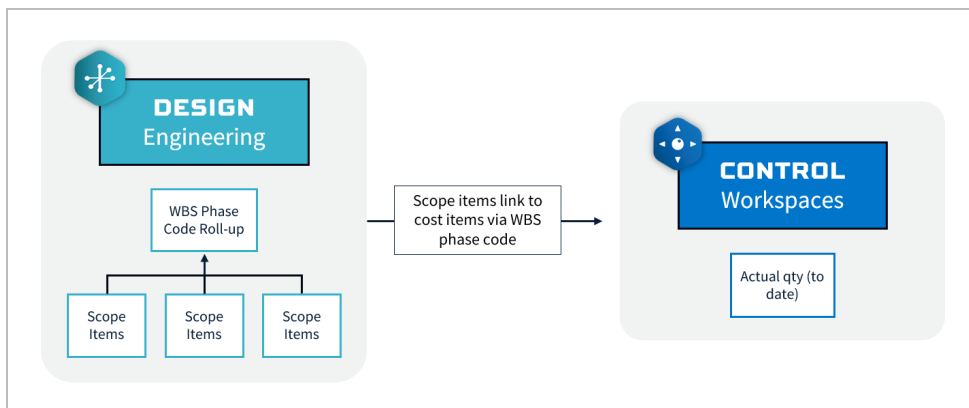 DESIGN
Engineering
WBS Phase
Code Roll-up
Scope
Items
Scope
Items
Scope
Items
Scope items link to
cost items via WBS
phase code
CONTROL
Workspaces
Actual qty (to
date)